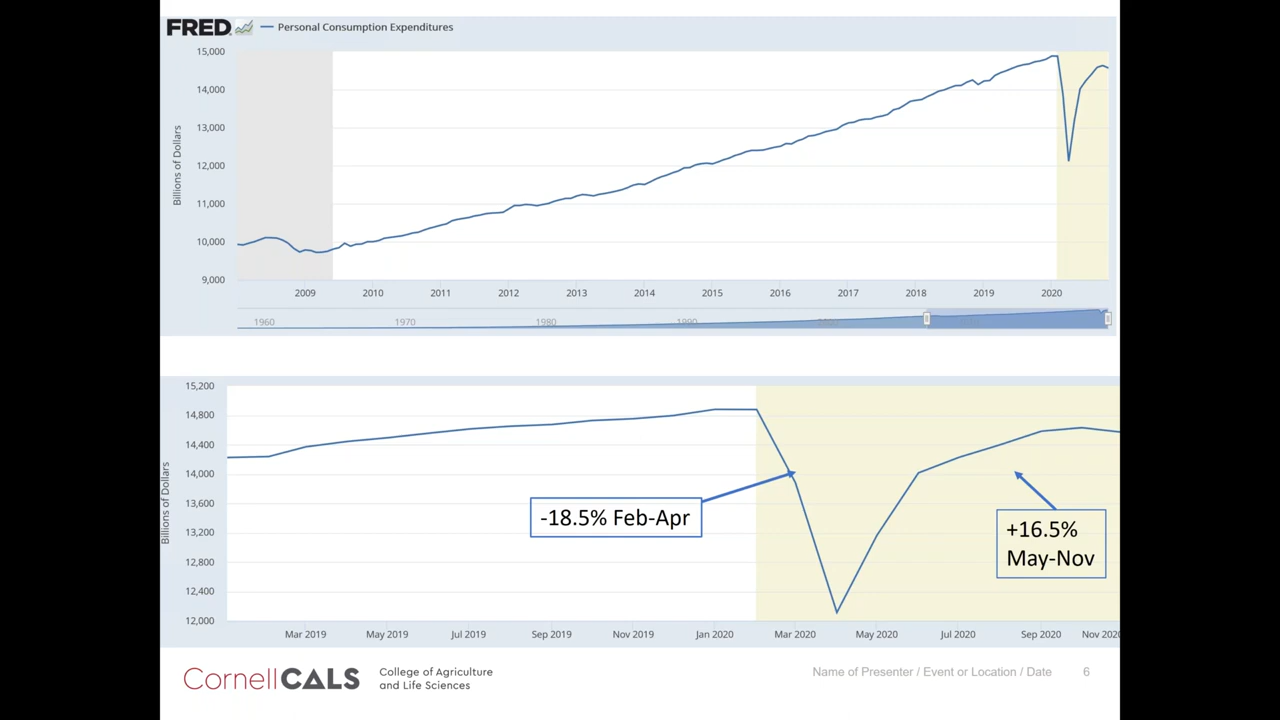 FRED
Personal Consumption Expenditures
15,000
14,000
13,000
12,000
11,000
10,000
9,000
Billions of Dollars
2009 2010 2011 2012 2013 2014 2015 2016 2017 2018 2019 2020
1960 1970 1980 1990 2000
15,200
14,800
14,400
14,000
13,600
13,200
12,800
12,400
12,000
Billions of Dollars
-18.5% Feb-Apr
+16.5%
May-Nov
Mar 2019 May 2019 Jul 2019 Sep 2019 Nov 2019 Jan 2020 Mar 2020 May 2020 Jul 2020 Sep 2020 Nov 2020
CornellCALS
College of Agriculture
and Life Sciences
Name of Presenter / Event or Location / Date 6